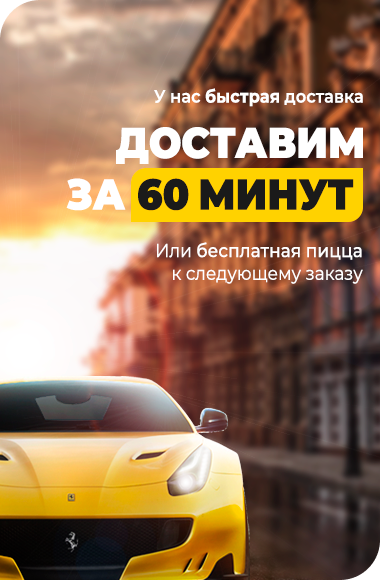 У нас быстрая доставка
ДОСТАВИМ
ЗА 60 МИНУТ
Или бесплатная пицца
к следующему заказу